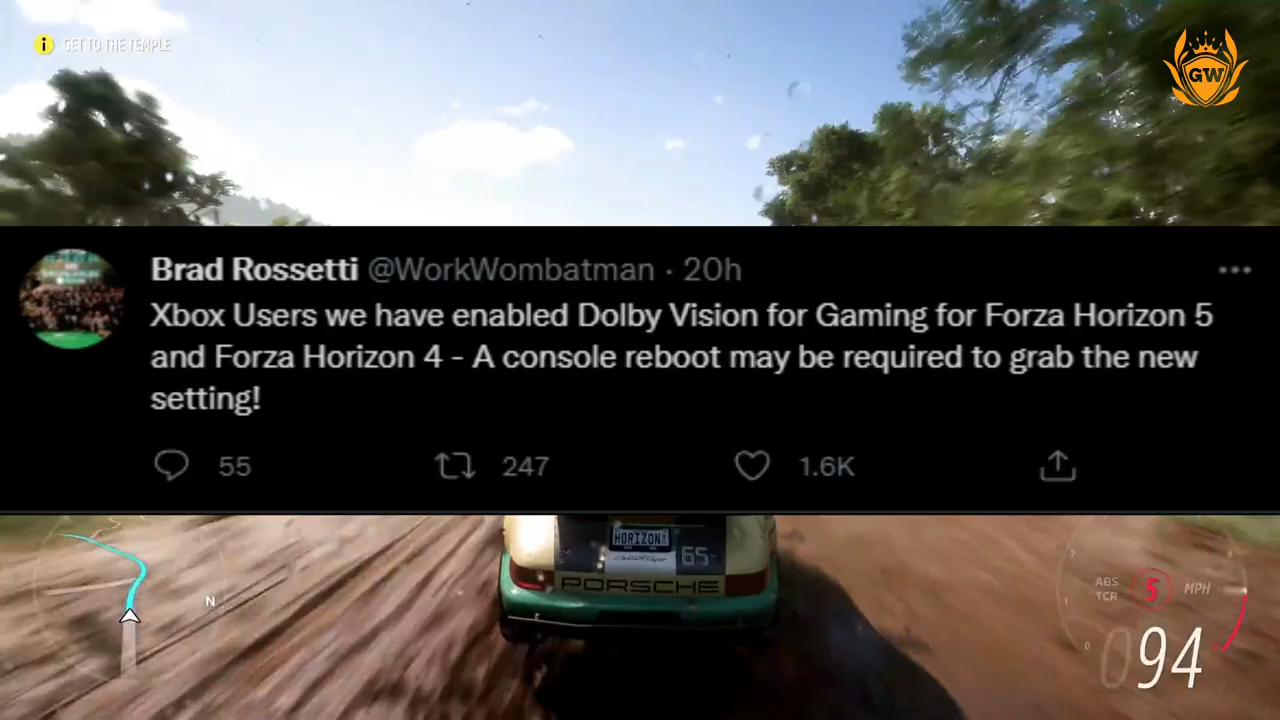 GET TO THE TEMPLE
GW
Brad Rossetti @WorkWombatman · 20h
Xbox Users we have enabled Dolby Vision for Gaming for Forza Horizon 5
and Forza Horizon 4 - A console reboot may be required to grab the new
setting!
55 247 1.6K
HORIZON
65
PORSCHE
N
ABS
TCR
5
MPH
094